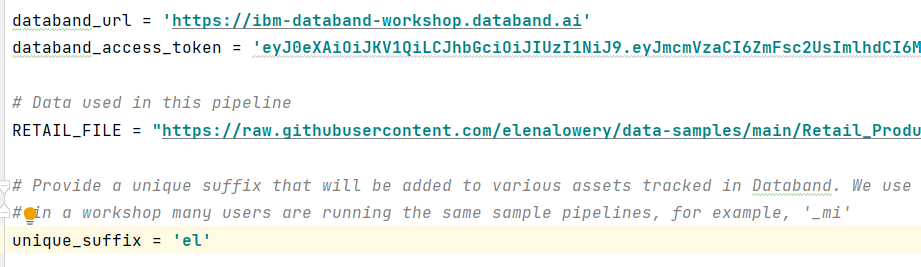 databand_url = 'https://ibm-databand-workshop.databand.ai'
databand_access_token = 'eyJ0eXAiOiJKV1QiLCJhbGciOiJIUzI1NiJ9.eyJmcmVzaCI6ZmFsc2UsImlhdCI6M
# Data used in this pipeline
RETAIL_FILE = "https://raw.githubusercontent.com/elenalowery/data-samples/main/Retail_Produ
# Provide a unique suffix that will be added to various assets tracked in Databand. We use
# in a workshop many users are running the same sample pipelines, for example, '_mi'
unique_suffix = 'el'